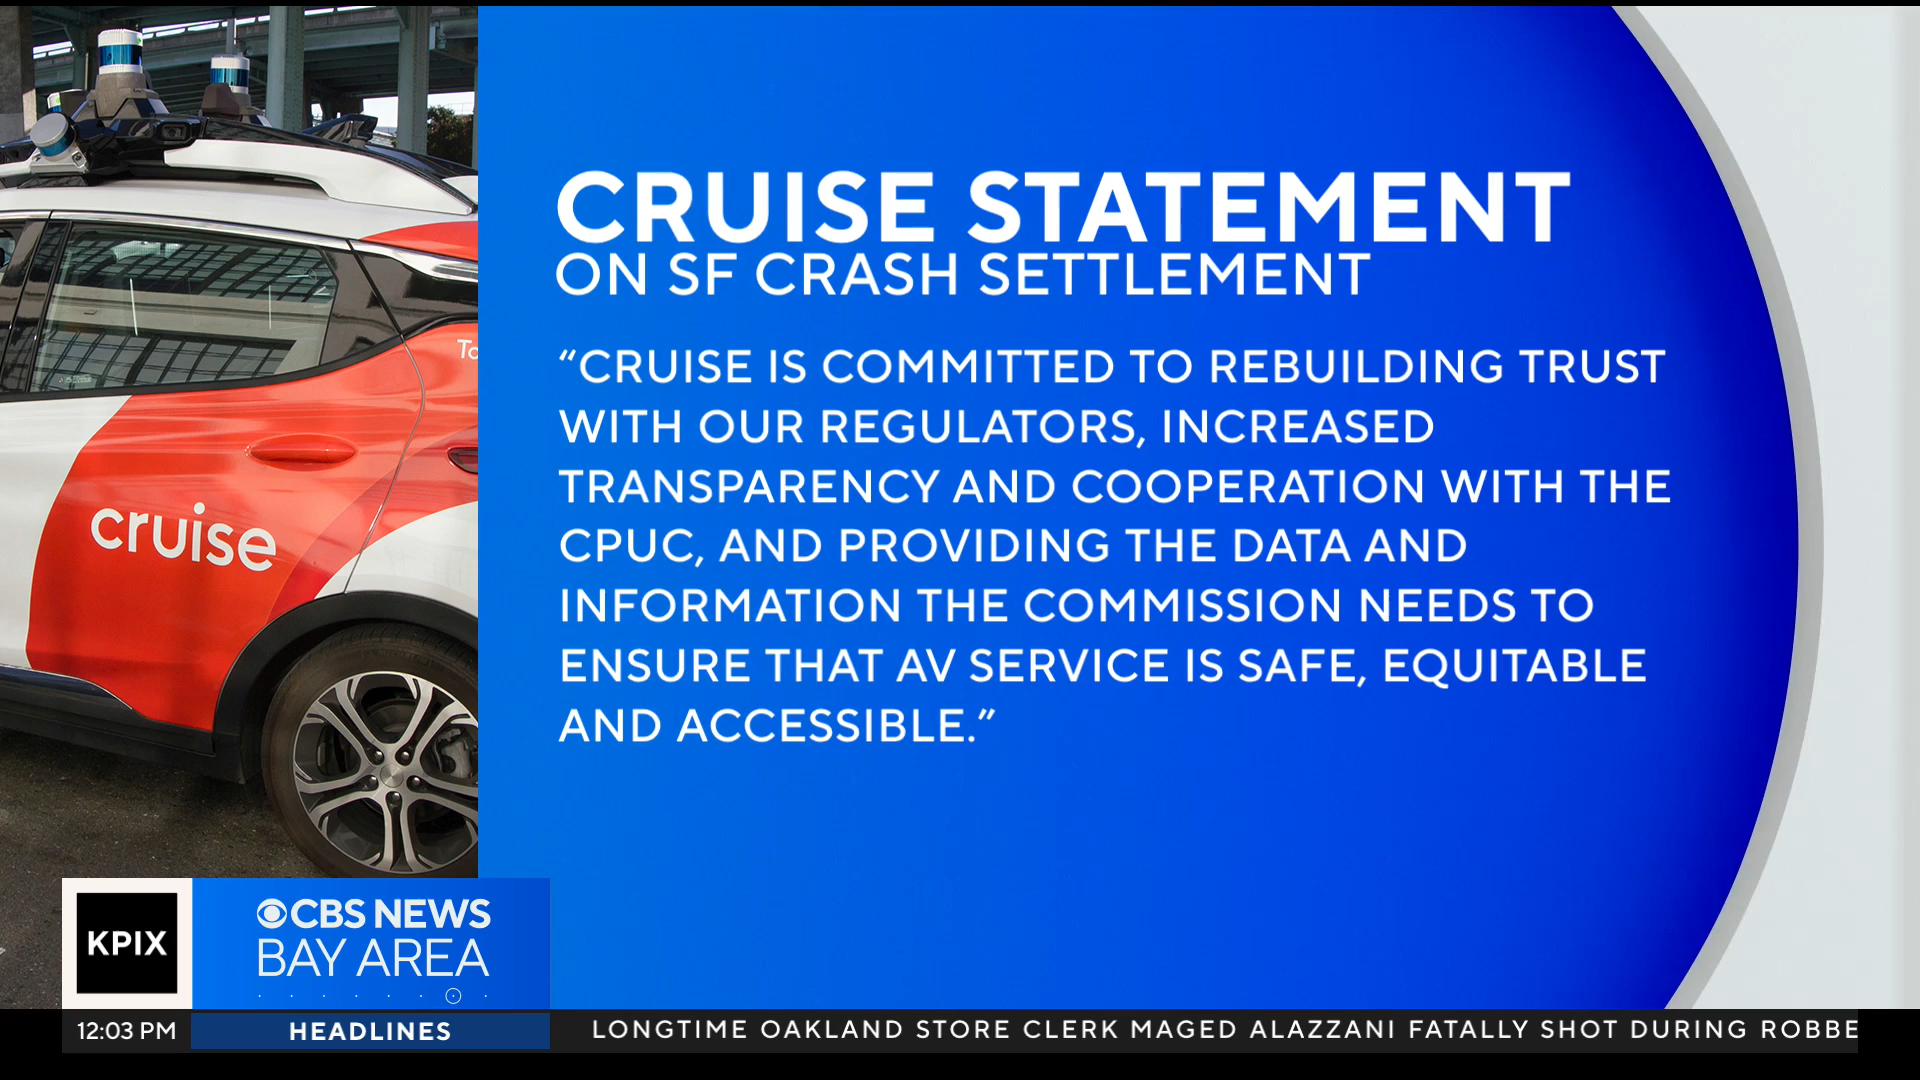 CRUISE STATEMENT
ON SF CRASH SETTLEMENT
“CRUISE IS COMMITTED TO REBUILDING TRUST
WITH OUR REGULATORS, INCREASED
TRANSPARENCY AND COOPERATION WITH THE
CPUC, AND PROVIDING THE DATA AND
INFORMATION THE COMMISSION NEEDS TO
ENSURE THAT AV SERVICE IS SAFE, EQUITABLE
AND ACCESSIBLE.”
To
cruise
KPIX
CBS NEWS
BAY AREA
12:03 PM
HEADLINES
LONGTIME OAKLAND STORE CLERK MAGED ALAZZANI FATALLY SHOT DURING ROBBE